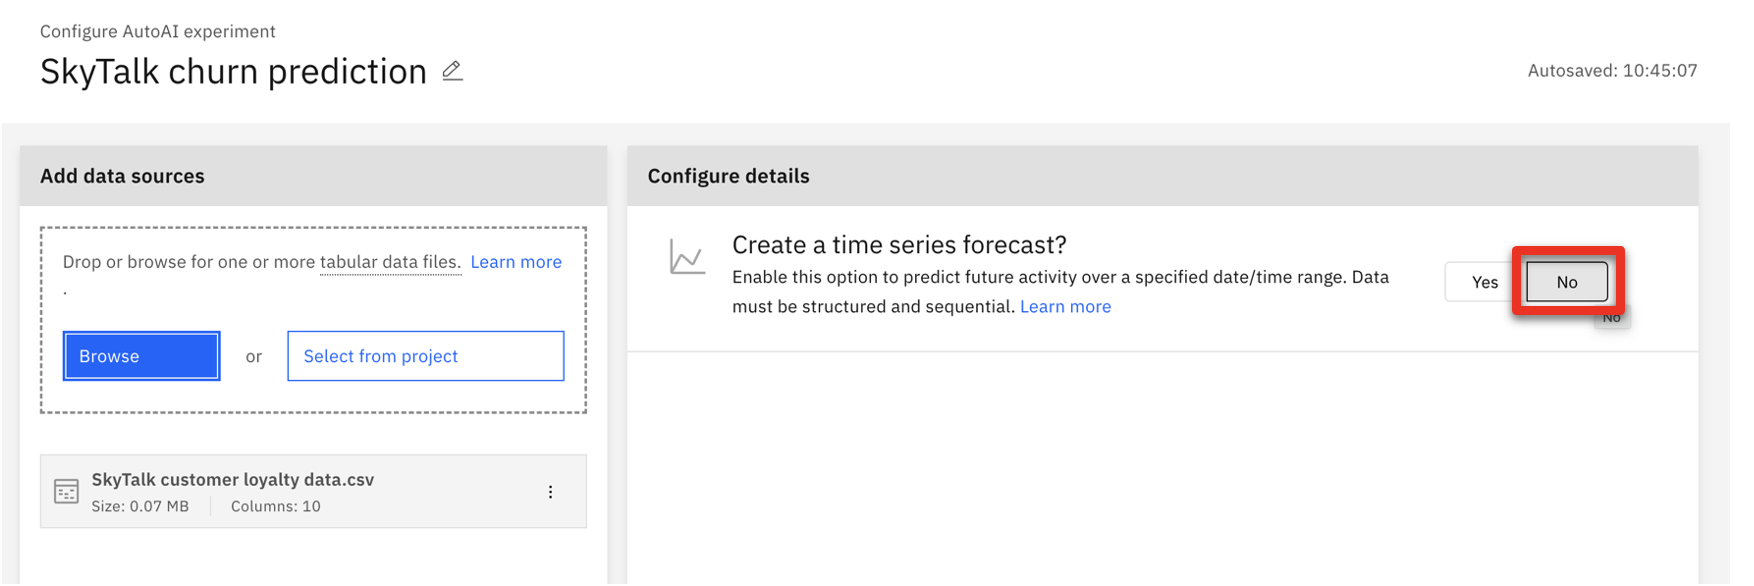 Configure AutoAI experiment
SkyTalk churn prediction
Autosaved: 10:45:07
Add data sources
Drop or browse for one or more tabular data files. Learn more
.
Browse
or
Select from project
SkyTalk customer loyalty data.csv
Size: 0.07 MB
Columns: 10
Configure details
Create a time series forecast?
Enable this option to predict future activity over a specified date/time range. Data
must be structured and sequential. Learn more
Yes
No
No